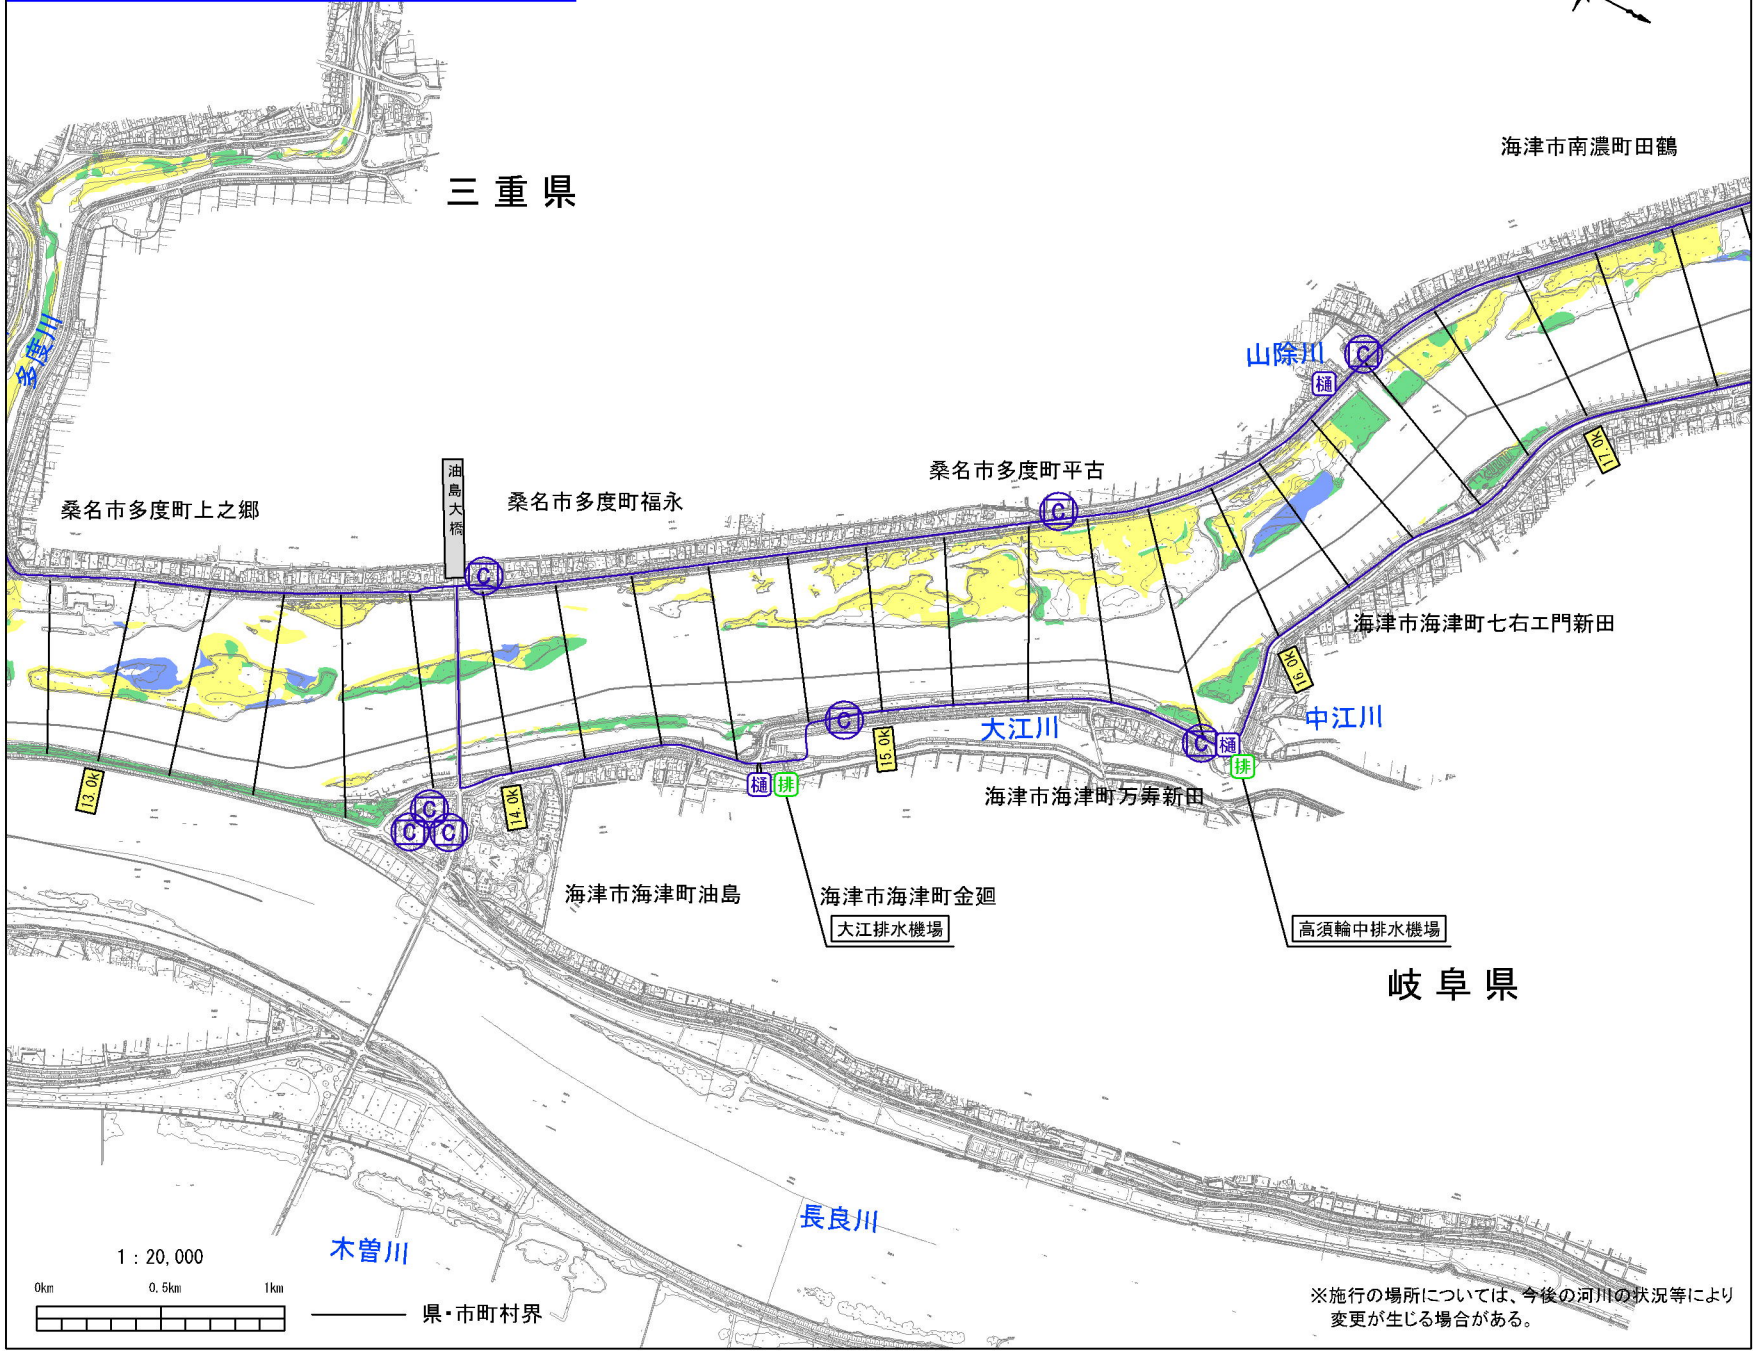 海津市南濃町田鶴
三重県
多度川
山除川
C
樋
油島大橋
桑名市多度町平古
桑名市多度町上之郷
桑名市多度町福永
C
C
17.0k
海津市海津町七右エ門新田
16.0k
中江川
大江川
C
C
樋
排
15.0k
樋
排
13.0k
14.0k
C
C
C
海津市海津町万寿新田
海津市海津町油島
海津市海津町金廻
大江排水機場
高須輪中排水機場
岐阜県
長良川
木曽川
1:20,000
0km 0.5km 1km
県・市町村界
※施行の場所については、今後の河川の状況等により
変更が生じる場合がある。